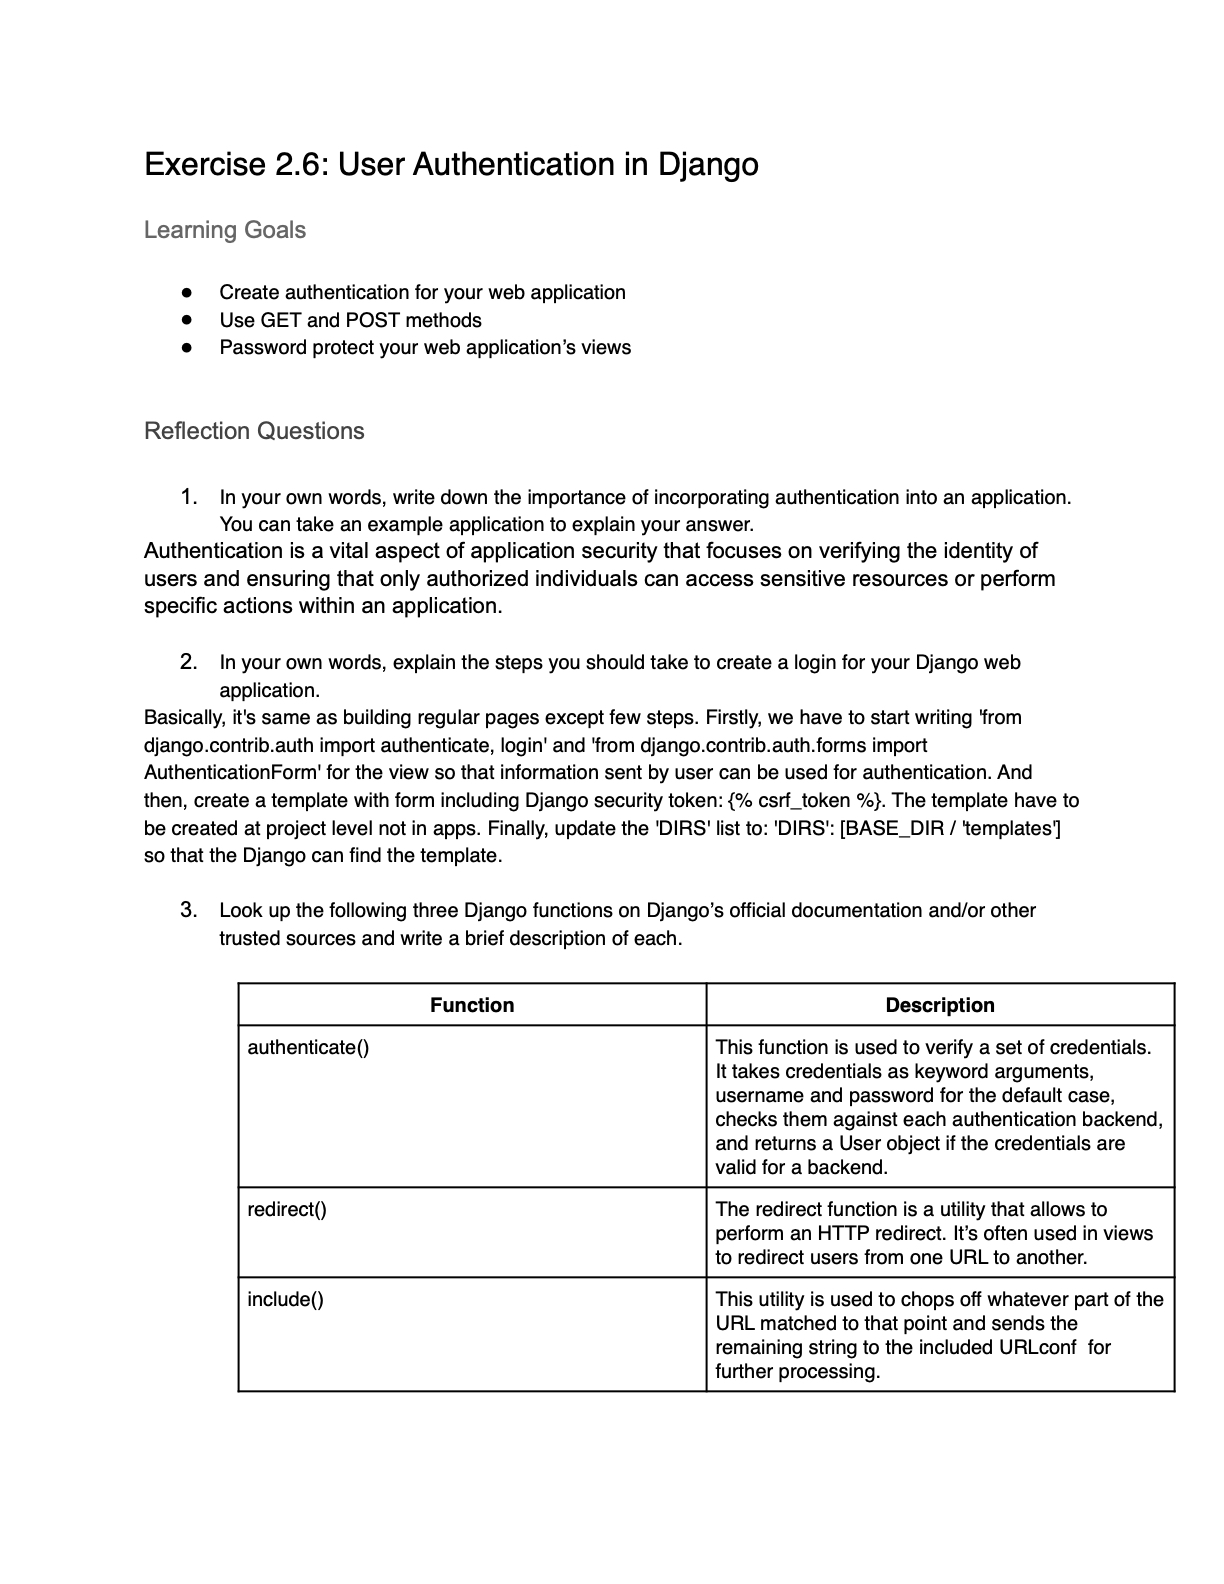 Exercise 2.6: User Authentication in Django
Learning Goals
● Create authentication for your web application
● Use GET and POST methods
● Password protect your web application’s views
Reflection Questions
1. In your own words, write down the importance of incorporating authentication into an application.
You can take an example application to explain your answer.
Authentication is a vital aspect of application security that focuses on verifying the identity of
users and ensuring that only authorized individuals can access sensitive resources or perform
specific actions within an application.
2. In your own words, explain the steps you should take to create a login for your Django web
application.
Basically, it's same as building regular pages except few steps. Firstly, we have to start writing 'from
django.contrib.auth import authenticate, login' and 'from django.contrib.auth.forms import
AuthenticationForm' for the view so that information sent by user can be used for authentication. And
then, create a template with form including Django security token: {% csrf_token %}. The template have to
be created at project level not in apps. Finally, update the 'DIRS' list to: 'DIRS': [BASE_DIR / 'templates']
so that the Django can find the template.
3. Look up the following three Django functions on Django’s official documentation and/or other
trusted sources and write a brief description of each.
Function Description
authenticate() This function is used to verify a set of credentials.
It takes credentials as keyword arguments,
username and password for the default case,
checks them against each authentication backend,
and returns a User object if the credentials are
valid for a backend.
redirect() The redirect function is a utility that allows to
perform an HTTP redirect. It’s often used in views
to redirect users from one URL to another.
include() This utility is used to chops off whatever part of the
URL matched to that point and sends the
remaining string to the included URLconf  for
further processing.